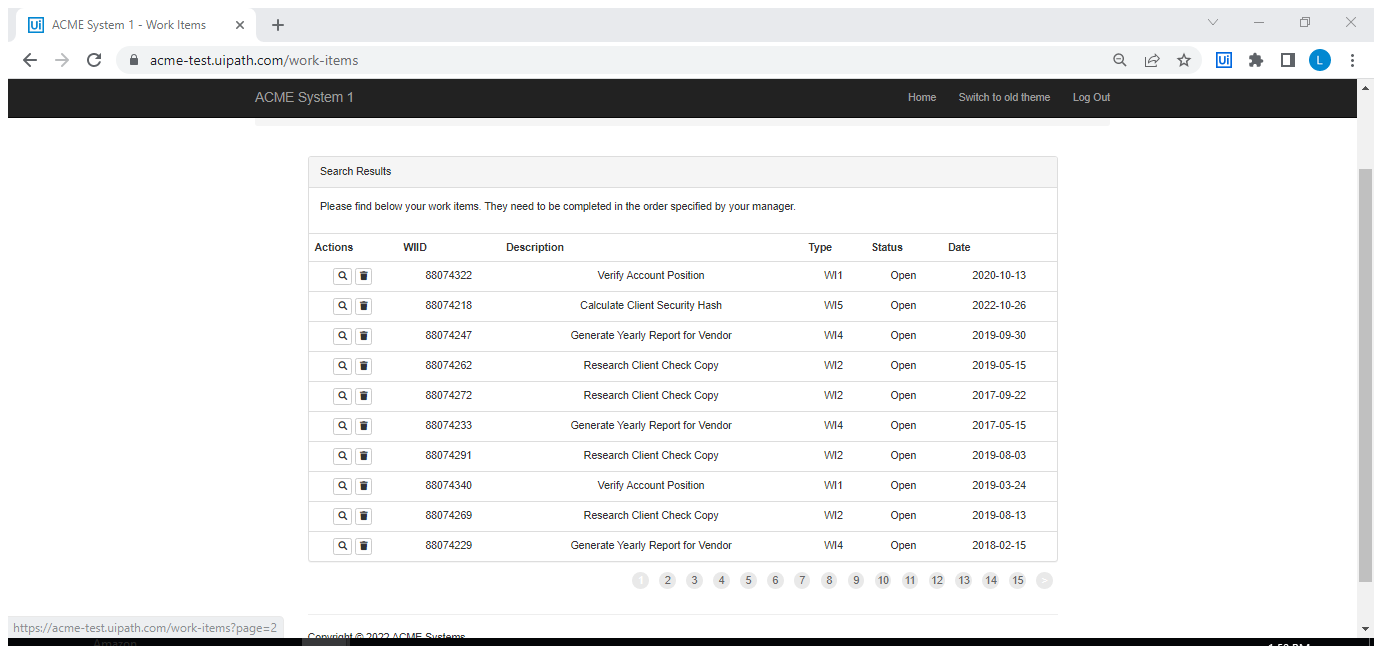 Ui ACME System 1 - Work Items
acme-test.uipath.com/work-items Ui L
ACME System 1 Home Switch to old theme Log Out
Search Results
Please find below your work items. They need to be completed in the order specified by your manager.
Actions WIID Description Type Status Date
88074322 Verify Account Position WI1 Open 2020-10-13
88074218 Calculate Client Security Hash WI5 Open 2022-10-26
88074247 Generate Yearly Report for Vendor WI4 Open 2019-09-30
88074262 Research Client Check Copy WI2 Open 2019-05-15
88074272 Research Client Check Copy WI2 Open 2017-09-22
88074233 Generate Yearly Report for Vendor WI4 Open 2017-05-15
88074291 Research Client Check Copy WI2 Open 2019-08-03
88074340 Verify Account Position WI1 Open 2019-03-24
88074269 Research Client Check Copy WI2 Open 2019-08-13
88074229 Generate Yearly Report for Vendor WI4 Open 2018-02-15
1 2 3 4 5 6 7 8 9 10 11 12 13 14 15 >
https://acme-test.uipath.com/work-items?page=2
Copyright © 2022 ACME Systems
Amazon